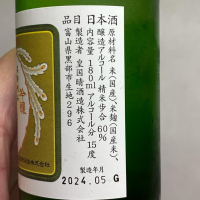 品目 日本酒
原材料名 米(国産)、米麹(国産米)、
醸造アルコール 精米歩合 60%
内容量 180ml アルコール分 15度
製造者 皇国晴酒造株式会社
富山県黒部市生地296
製造年月
2024.05 G